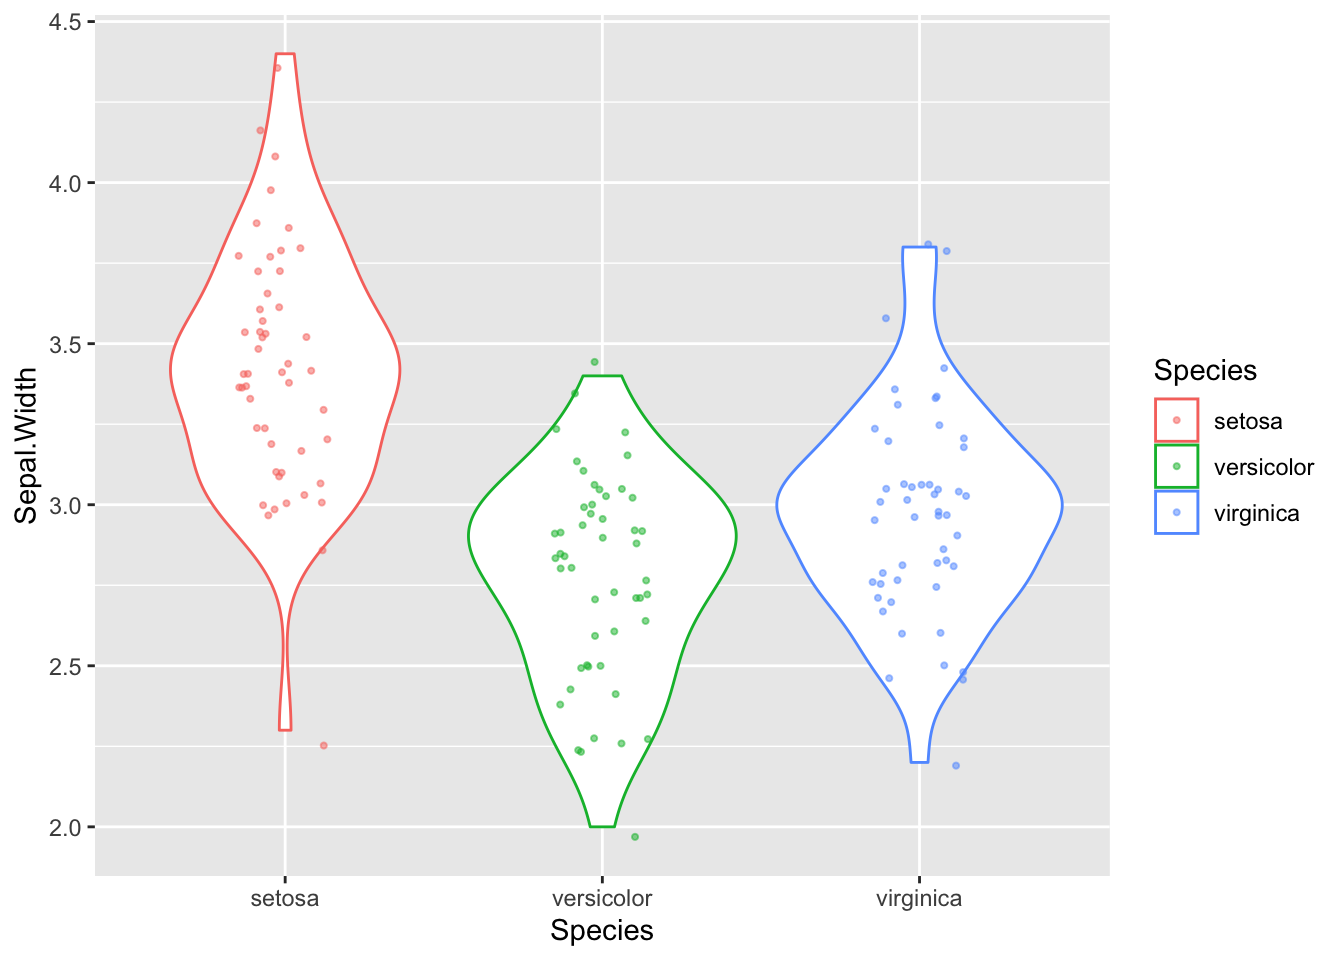 4.5
4.0
3.5
3.0
2.5
2.0
Sepal.Width
setosa
versicolor
virginica
Species
Species
setosa
versicolor
virginica